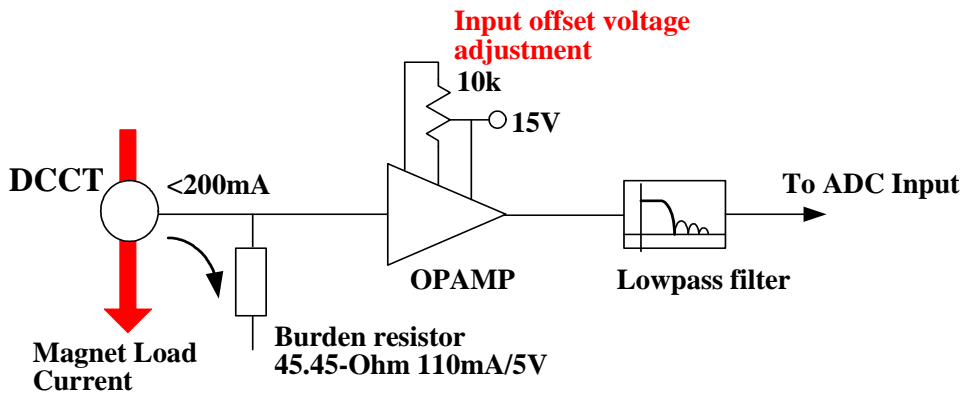 Input offset voltage
adjustment
10k
15V
DCCT
<200mA
To ADC Input
OPAMP
Lowpass filter
Burden resistor
45.45-Ohm 110mA/5V
Magnet Load
Current